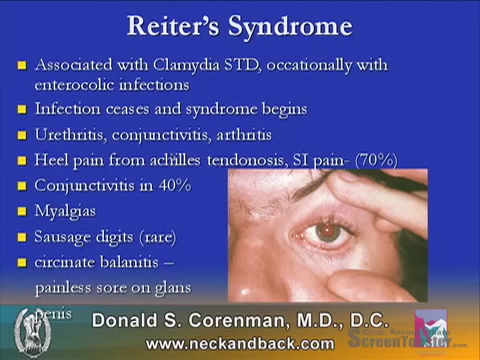 Reiter's Syndrome
Associated with Clamydia STD, occationally with
enterocolic infections
Infection ceases and syndrome begins
Urethritis, conjunctivitis, arthritis
Heel pain from achilles tendonosis, SI pain- (70%)
Conjunctivitis in 40%
Myalgias
Sausage digits (rare)
circinate balanitis –
painless sore on glans
penis
Donald S. Corenman, M.D., D.C.
www.neckandback.com